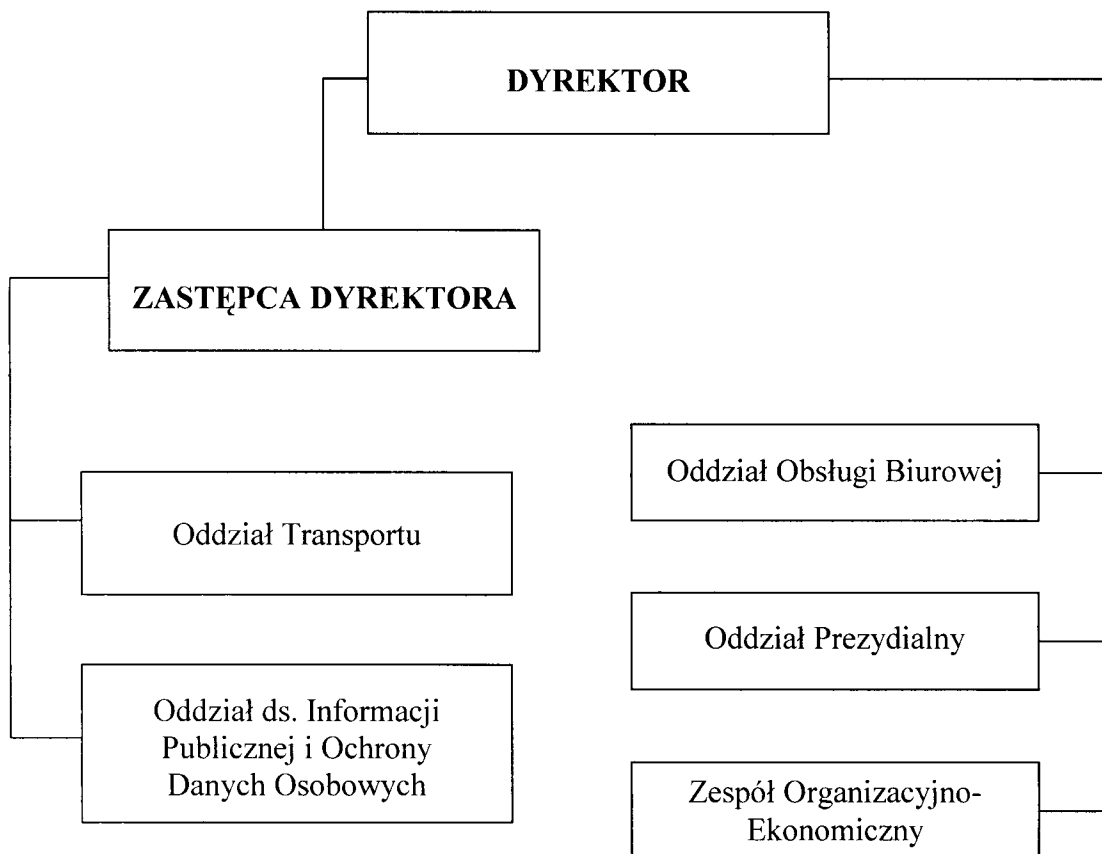 DYREKTOR
ZASTĘPCA DYREKTORA
Oddział Transportu
Oddział ds. Informacji
Publicznej i Ochrony
Danych Osobowych
Oddział Obsługi Biurowej
Oddział Prezydialny
Zespół Organizacyjno-
Ekonomiczny